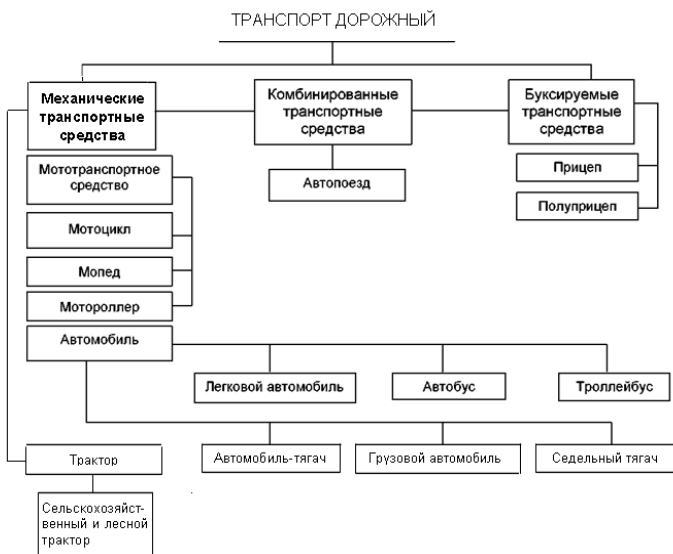 ТРАНСПОРТ ДОРОЖНЫЙ
Механические
транспортные
средства
Комбинированные
транспортные
средства
Буксируемые
транспортные
средства
Мототранспортное
средство
Автопоезд
Прицеп
Полуприцеп
Мотоцикл
Мопед
Мотороллер
Автомобиль
Легковой автомобиль
Автобус
Троллейбус
Трактор
Автомобиль-тягач
Грузовой автомобиль
Седельный тягач
Сельскохозяйст-
венный и лесной
трактор